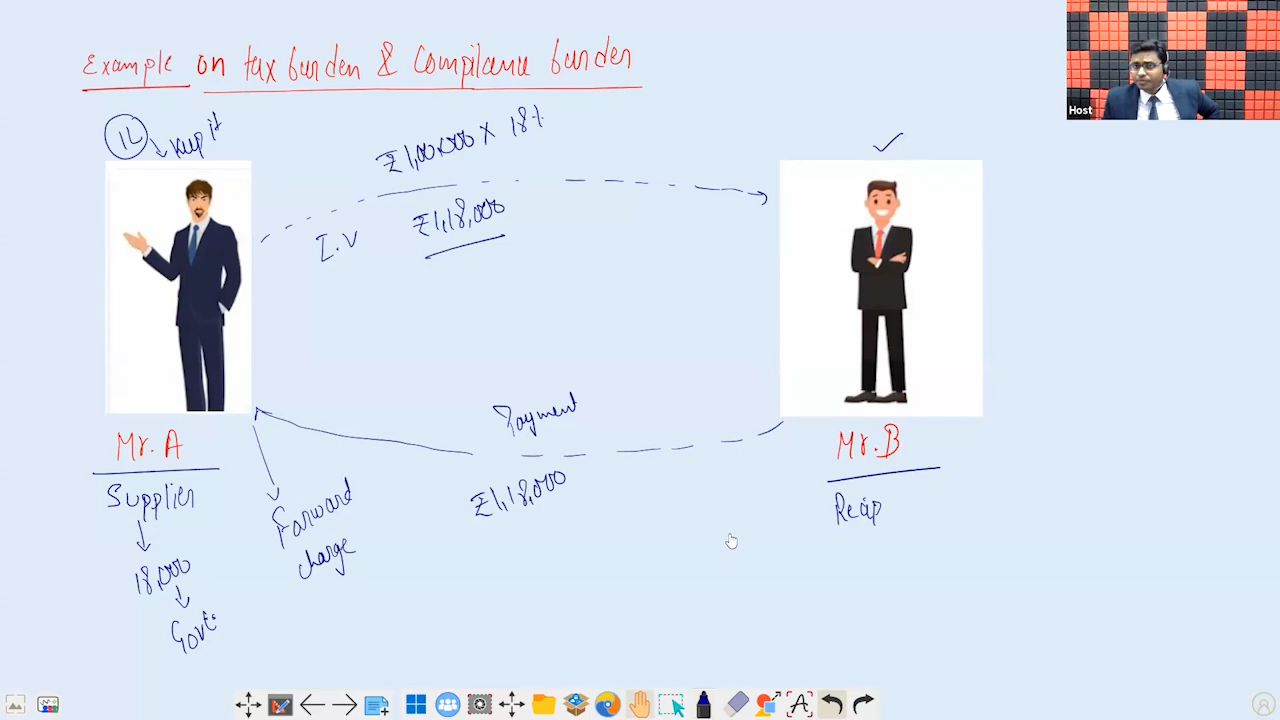 Example on tax burden & Compilance burden
Host
1L
Keep it
₹1,00,000 x 18%
I.V
₹1,18,000
Payment
₹1,18,000
Mr. A
Supplier
18,000
Govt.
Forward
charge
Mr. B
Recip